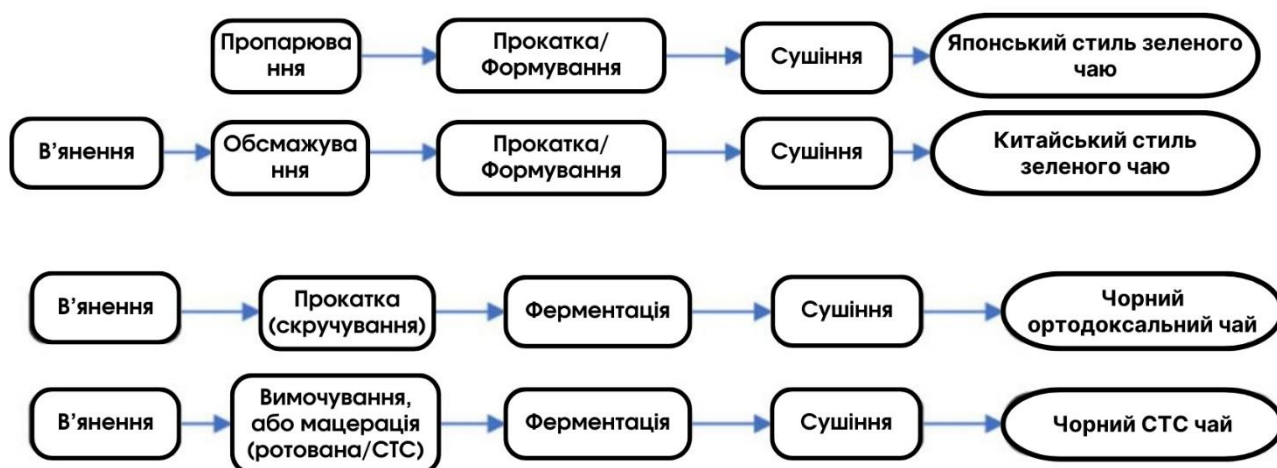 Пропарюва
ння
Прокатка/
Формування
Сушіння
Японський стиль зеленого
чаю
В’янення
Обсмажува
ння
Прокатка/
Формування
Сушіння
Китайський стиль
зеленого чаю
В’янення
Прокатка
(скручування)
Ферментація
Сушіння
Чорний
ортодоксальний чай
В’янення
Вимочування,
або мацерація
(ротована/СТС)
Ферментація
Сушіння
Чорний СТС чай